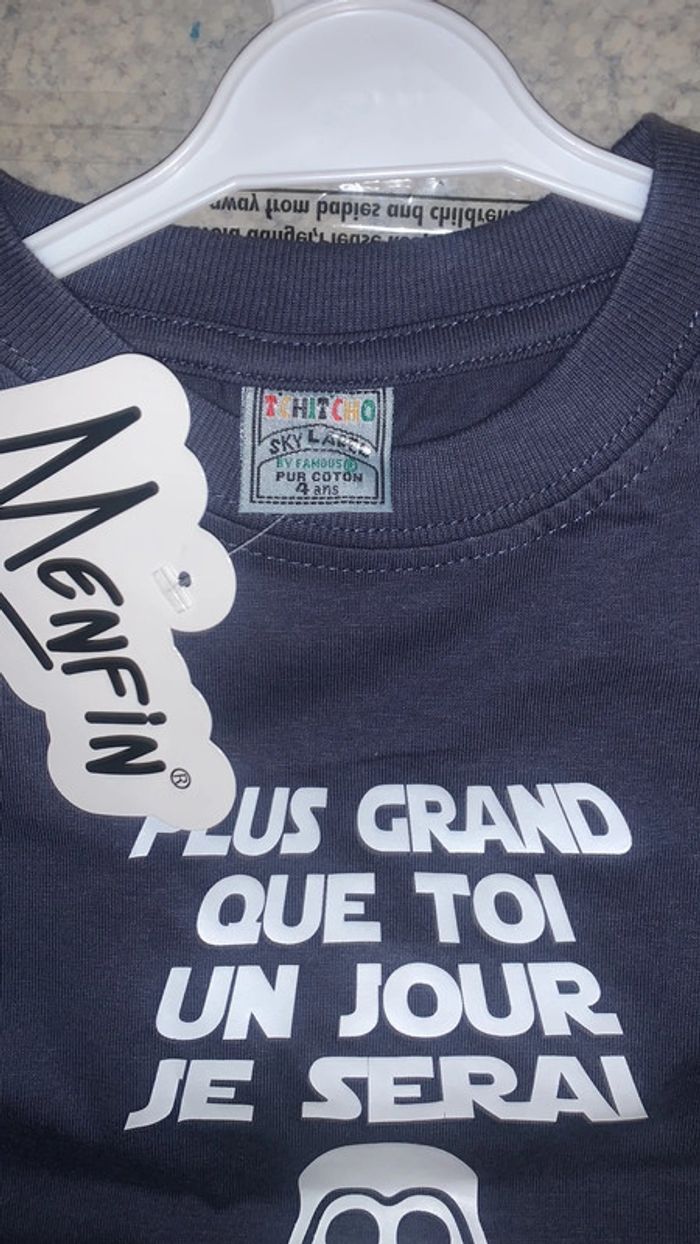 away from babies and children
TCHITCHO
SKY LABEL
BY FAMOUS
PUR COTON
4 ans
MENFiN®
PLUS GRAND
QUE TOI
UN JOUR
JE SERAI